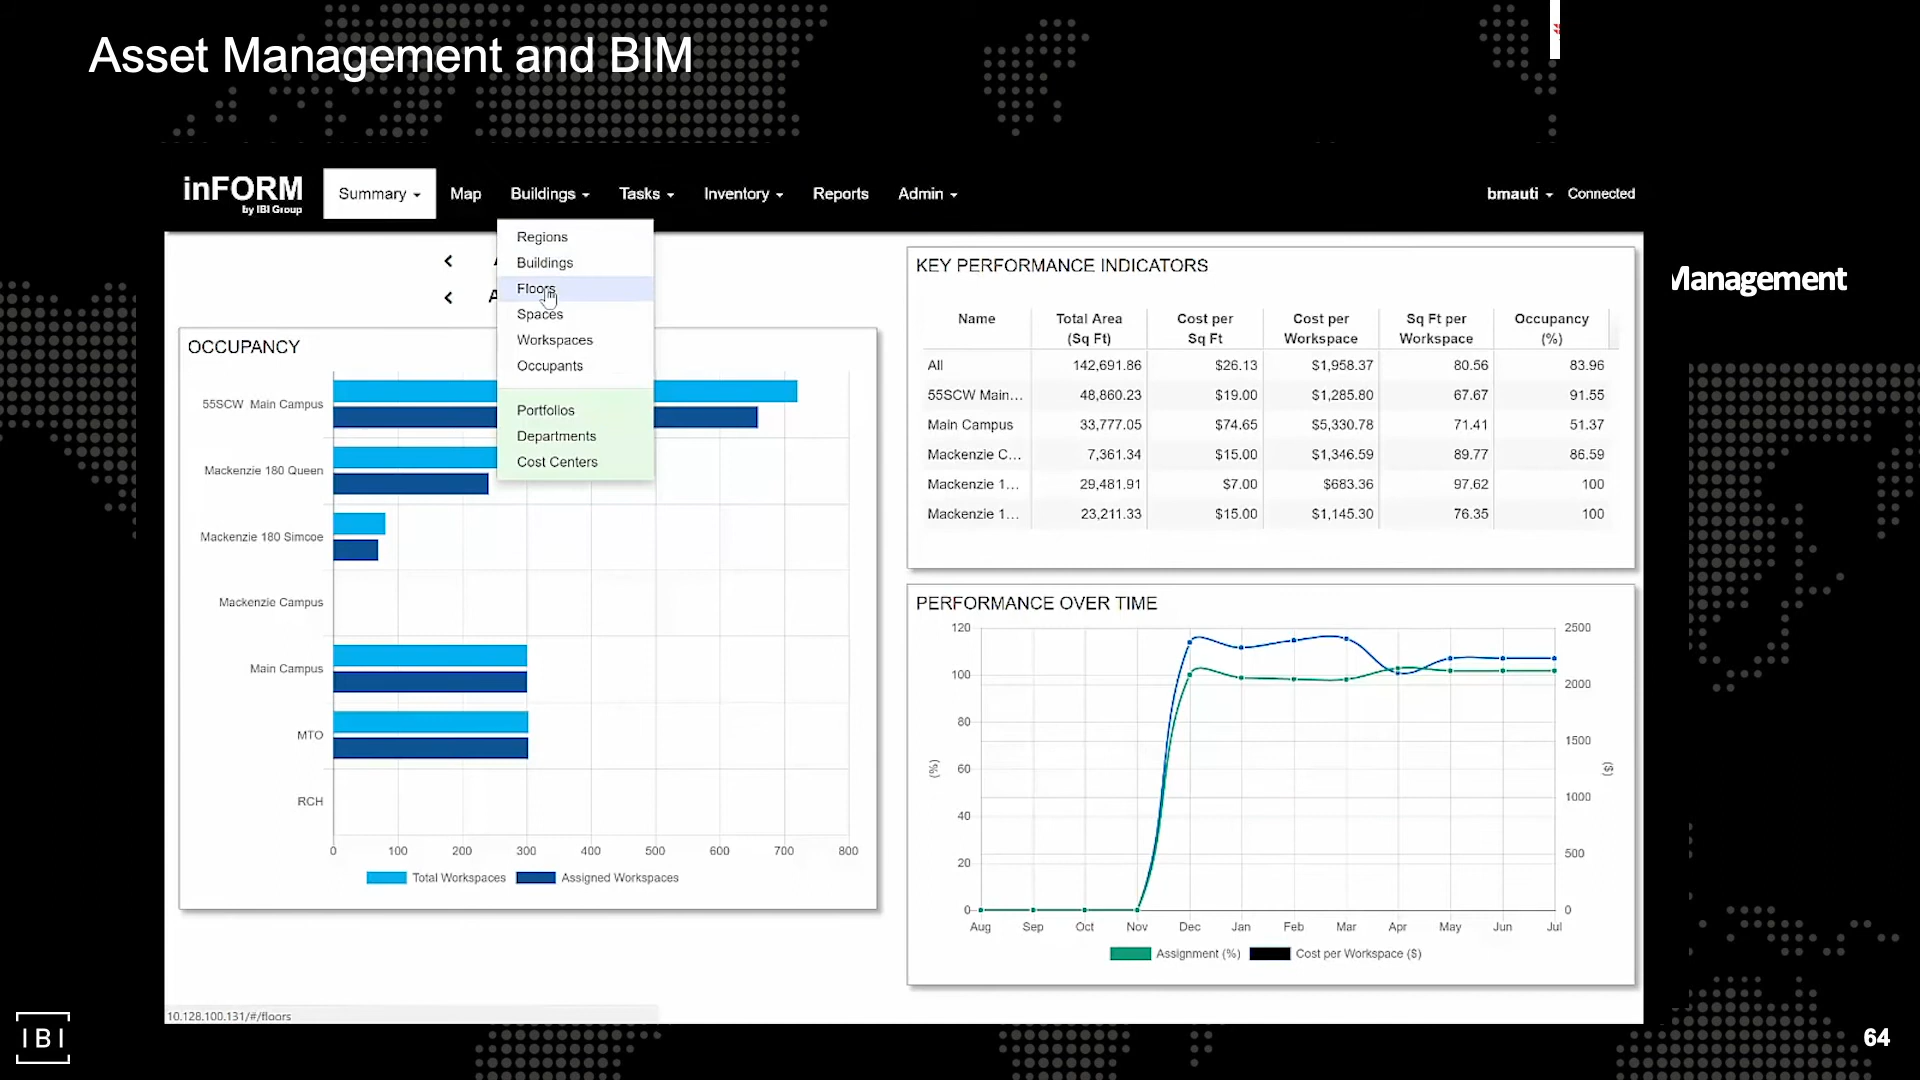 Asset Management and BIM
inFORM
by IBI Group
Summary
Map
Buildings
Tasks
Inventory
Reports
Admin
bmauti
Connected
Regions
Buildings
Floors
Spaces
Workspaces
Occupants
Portfolios
Departments
Cost Centers
Management
OCCUPANCY
55SCW Main Campus
Mackenzie 180 Queen
Mackenzie 180 Simcoe
Mackenzie Campus
Main Campus
MTO
RCH
0 100 200 300 400 500 600 700 800
Total Workspaces Assigned Workspaces
KEY PERFORMANCE INDICATORS
Name Total Area (Sq Ft) Cost per Sq Ft Cost per Workspace Sq Ft per Workspace Occupancy (%)
All 142,691.86 $26.13 $1,958.37 80.56 83.96
55SCW Main... 48,860.23 $19.00 $1,285.80 67.67 91.55
Main Campus 33,777.05 $74.65 $5,330.78 71.41 51.37
Mackenzie C... 7,361.34 $15.00 $1,346.59 89.77 86.59
Mackenzie 1... 29,481.91 $7.00 $683.36 97.62 100
Mackenzie 1... 23,211.33 $15.00 $1,145.30 76.35 100
PERFORMANCE OVER TIME
120
100
80
60
40
20
0
(%)
2500
2000
1500
1000
500
0
($)
Aug Sep Oct Nov Dec Jan Feb Mar Apr May Jun Jul
Assignment (%) Cost per Workspace ($)
10.128.100.131/#/floors
IBI
64